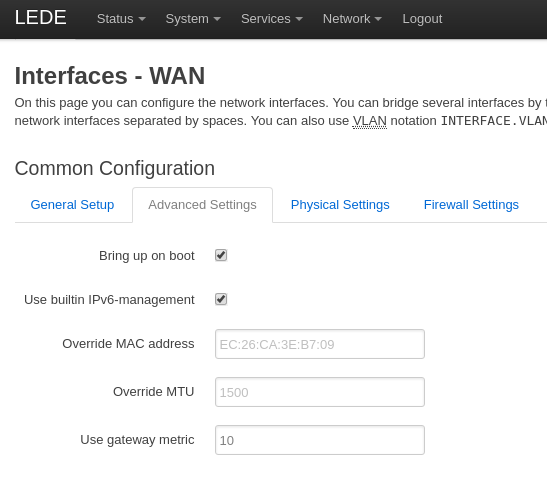 LEDE Status System Services Network Logout
Interfaces - WAN
On this page you can configure the network interfaces. You can bridge several interfaces by
network interfaces separated by spaces. You can also use VLAN notation INTERFACE.VLAN
Common Configuration
General Setup Advanced Settings Physical Settings Firewall Settings
Bring up on boot
Use builtin IPv6-management
Override MAC address EC:26:CA:3E:B7:09
Override MTU 1500
Use gateway metric 10